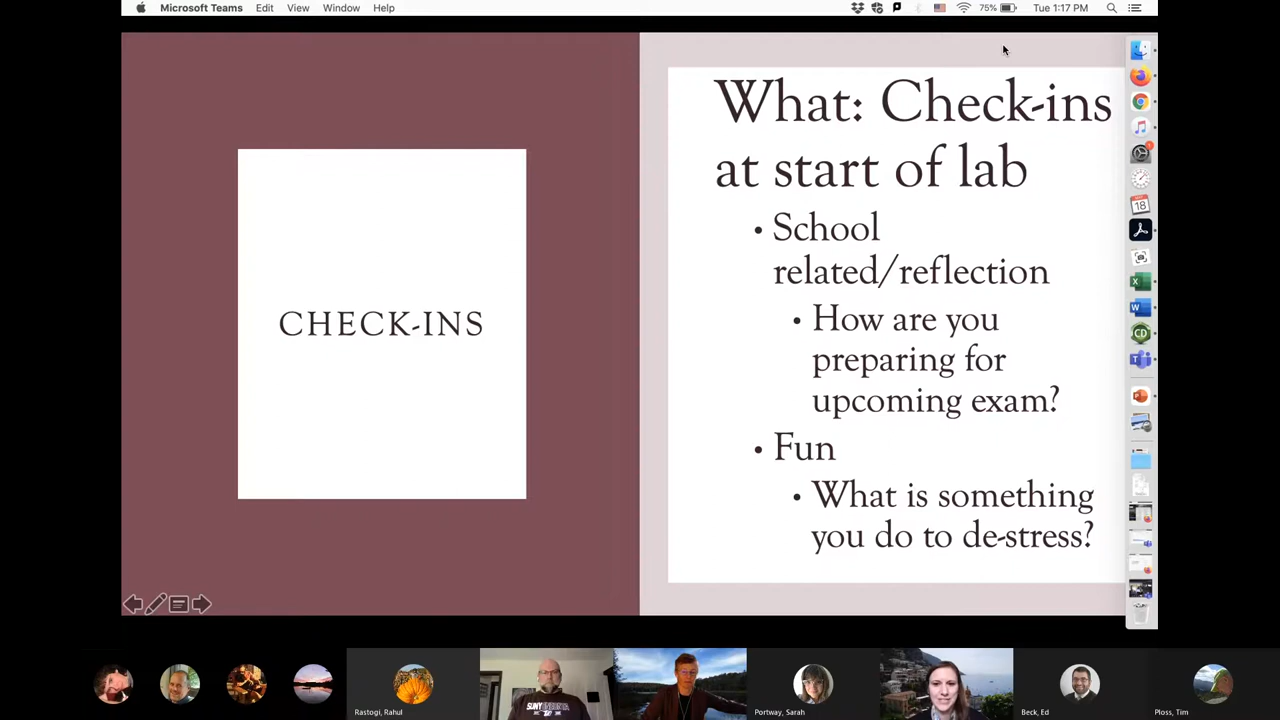 Microsoft Teams Edit View Window Help
75% Tue 1:17 PM
CHECK-INS
What: Check-ins
at start of lab
• School
related/reflection
• How are you
preparing for
upcoming exam?
• Fun
• What is something
you do to de-stress?
18
Rastogi, Rahul
Portway, Sarah
Beck, Ed
Ploss, Tim